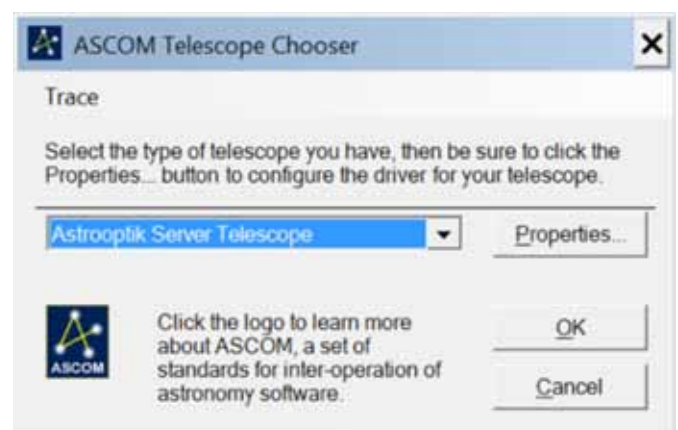 ASCOM Telescope Chooser
Trace
Select the type of telescope you have, then be sure to click the
Properties... button to configure the driver for your telescope.
Astrooptik Server Telescope
Properties...
Click the logo to learn more
about ASCOM, a set of
standards for inter-operation of
astronomy software.
ASCOM
OK
Cancel